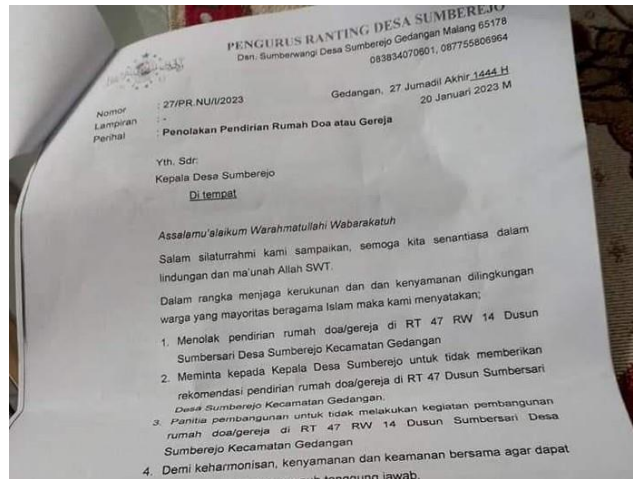 PENGURUS RANTING DESA SUMBEREJO
Dsn. Sumberwangi Desa Sumberejo Gedangan Malang 65178
083834070601, 087755806964
Nomor : 27/PR.NU/I/2023
Gedangan, 27 Jumadil Akhir 1444 H
Lampiran : -
20 Januari 2023 M
Perihal : Penolakan Pendirian Rumah Doa atau Gereja
Yth. Sdr:
Kepala Desa Sumberejo
Di tempat
Assalamu'alaikum Warahmatullahi Wabarakatuh
Salam silaturrahmi kami sampaikan, semoga kita senantiasa dalam
lindungan dan ma'unah Allah SWT.
Dalam rangka menjaga kerukunan dan dan kenyamanan dilingkungan
warga yang mayoritas beragama Islam maka kami menyatakan;
1. Menolak pendirian rumah doa/gereja di RT 47 RW 14 Dusun
Sumbersari Desa Sumberejo Kecamatan Gedangan
2. Meminta kepada Kepala Desa Sumberejo untuk tidak memberikan
rekomendasi pendirian rumah doa/gereja di RT 47 Dusun Sumbersari
Desa Sumberejo Kecamatan Gedangan.
3. Panitia pembangunan untuk tidak melakukan kegiatan pembangunan
rumah doa/gereja di RT 47 RW 14 Dusun Sumbersari Desa
Sumberejo Kecamatan Gedangan
4. Demi keharmonisan, kenyamanan dan keamanan bersama agar dapat
tanggung jawab.